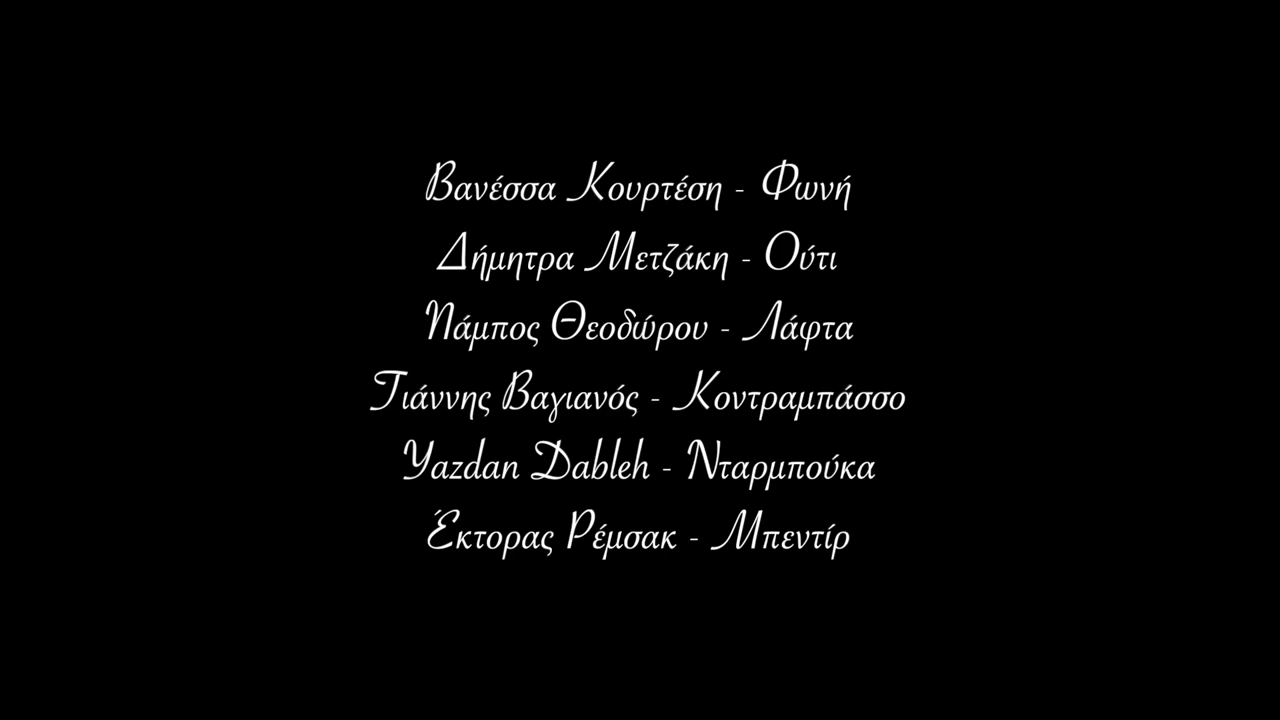 Βανέσσα Κουρτέση - Φωνή
Δήμητρα Μετζάκη - Ούτι
Πάμπος Θεοδώρου - Λάφτα
Γιάννης Βαγιανός - Κοντραμπάσσο
Yazdan Dableh - Νταρμπούκα
Έκτορας Ρέμσακ - Μπεντίρ